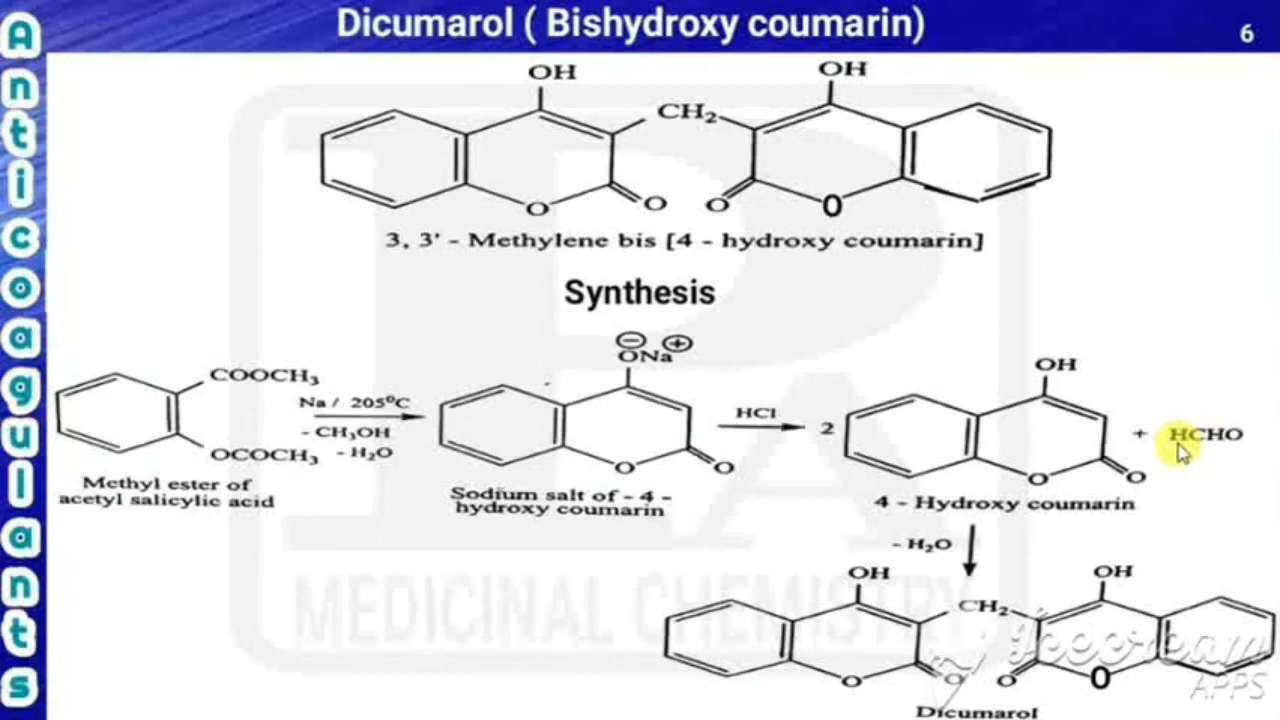 Dicumarol ( Bishydroxy coumarin)
6
Anticoagulants
OH
OH
CH₂
O
O
O
O
3, 3' - Methylene bis [4 - hydroxy coumarin]
Synthesis
COOCH₃
OCOCH₃
Methyl ester of
acetyl salicylic acid
Na / 205⁰C
- CH₃OH
- H₂O
⊖ ⊕
ONa
O
O
Sodium salt of - 4 -
hydroxy coumarin
HCl
2
OH
O
O
4 - Hydroxy coumarin
+ HCHO
- H₂O
OH
OH
CH₂
O
O
O
O
Dicumarol
MEDICINAL CHEMISTRY
Icecream
APPS